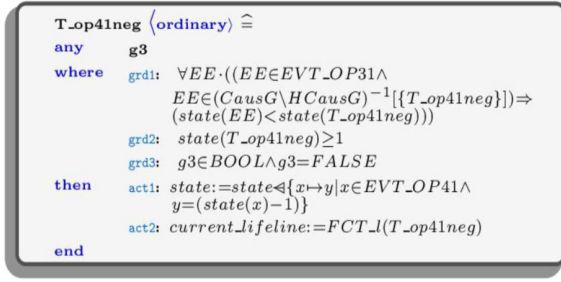 T_op41neg ⟨ordinary⟩ ≙
any g3
where grd1: ∀EE·((EE∈EVT_OP31∧
EE∈(CausG\HCausG)⁻¹[{T_op41neg}])⇒
(state(EE)<state(T_op41neg)))
grd2: state(T_op41neg)≥1
grd3: g3∈BOOL∧g3=FALSE
then act1: state:=state⩤{x↦y|x∈EVT_OP41∧
y=(state(x)−1)}
act2: current_lifeline:=FCT_l(T_op41neg)
end